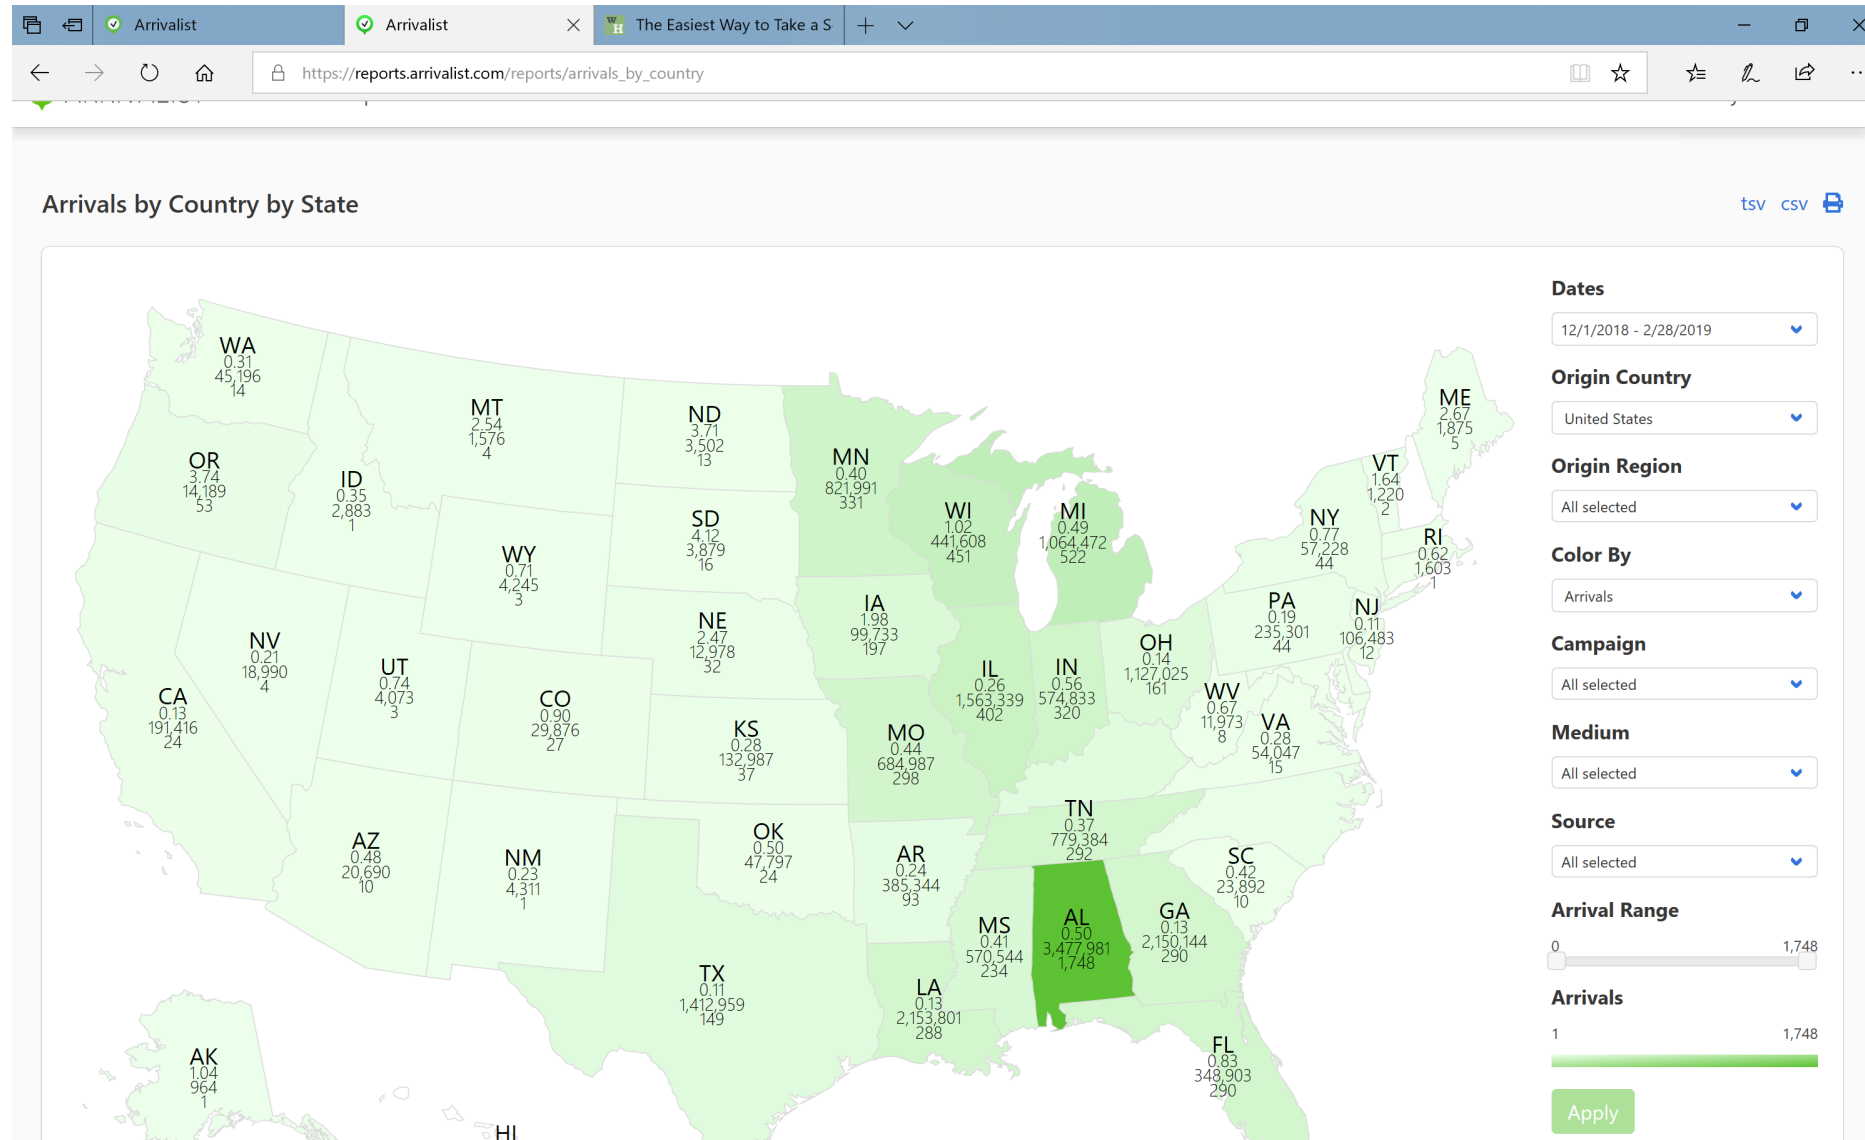 Arrivalist
Arrivalist
The Easiest Way to Take a S
https://reports.arrivalist.com/reports/arrivals_by_country
Arrivals by Country by State
tsv csv
WA
0.31
45,196
14
OR
3.74
14,189
53
ID
0.35
2,883
1
MT
2.54
1,576
4
ND
3.71
3,502
13
SD
4.12
3,879
16
WY
0.71
4,245
3
NE
2.47
12,978
32
NV
0.21
18,990
4
UT
0.74
4,073
3
CA
0.13
191,416
24
CO
0.90
29,876
27
KS
0.28
132,987
37
AZ
0.48
20,690
10
NM
0.23
4,311
1
OK
0.50
47,797
24
TX
0.11
1,412,959
149
MN
0.40
821,991
331
WI
1.02
441,608
451
MI
0.49
1,064,472
522
IA
1.98
99,733
197
IL
0.26
1,563,339
402
IN
0.56
574,833
320
OH
0.14
1,127,025
161
MO
0.44
684,987
298
AR
0.24
385,344
93
TN
0.37
779,384
292
MS
0.41
570,544
234
AL
0.50
3,477,981
1,748
GA
0.13
2,150,144
290
LA
0.13
2,153,801
288
FL
0.83
348,903
290
SC
0.42
23,892
10
WV
0.67
11,973
8
VA
0.28
54,047
15
PA
0.19
235,301
44
NJ
0.11
106,483
12
NY
0.77
57,228
44
VT
1.64
1,220
2
ME
2.67
1,875
5
RI
0.62
1,603
1
AK
1.04
964
1
HI
Dates
12/1/2018 - 2/28/2019
Origin Country
United States
Origin Region
All selected
Color By
Arrivals
Campaign
All selected
Medium
All selected
Source
All selected
Arrival Range
0 1,748
Arrivals
1 1,748
Apply